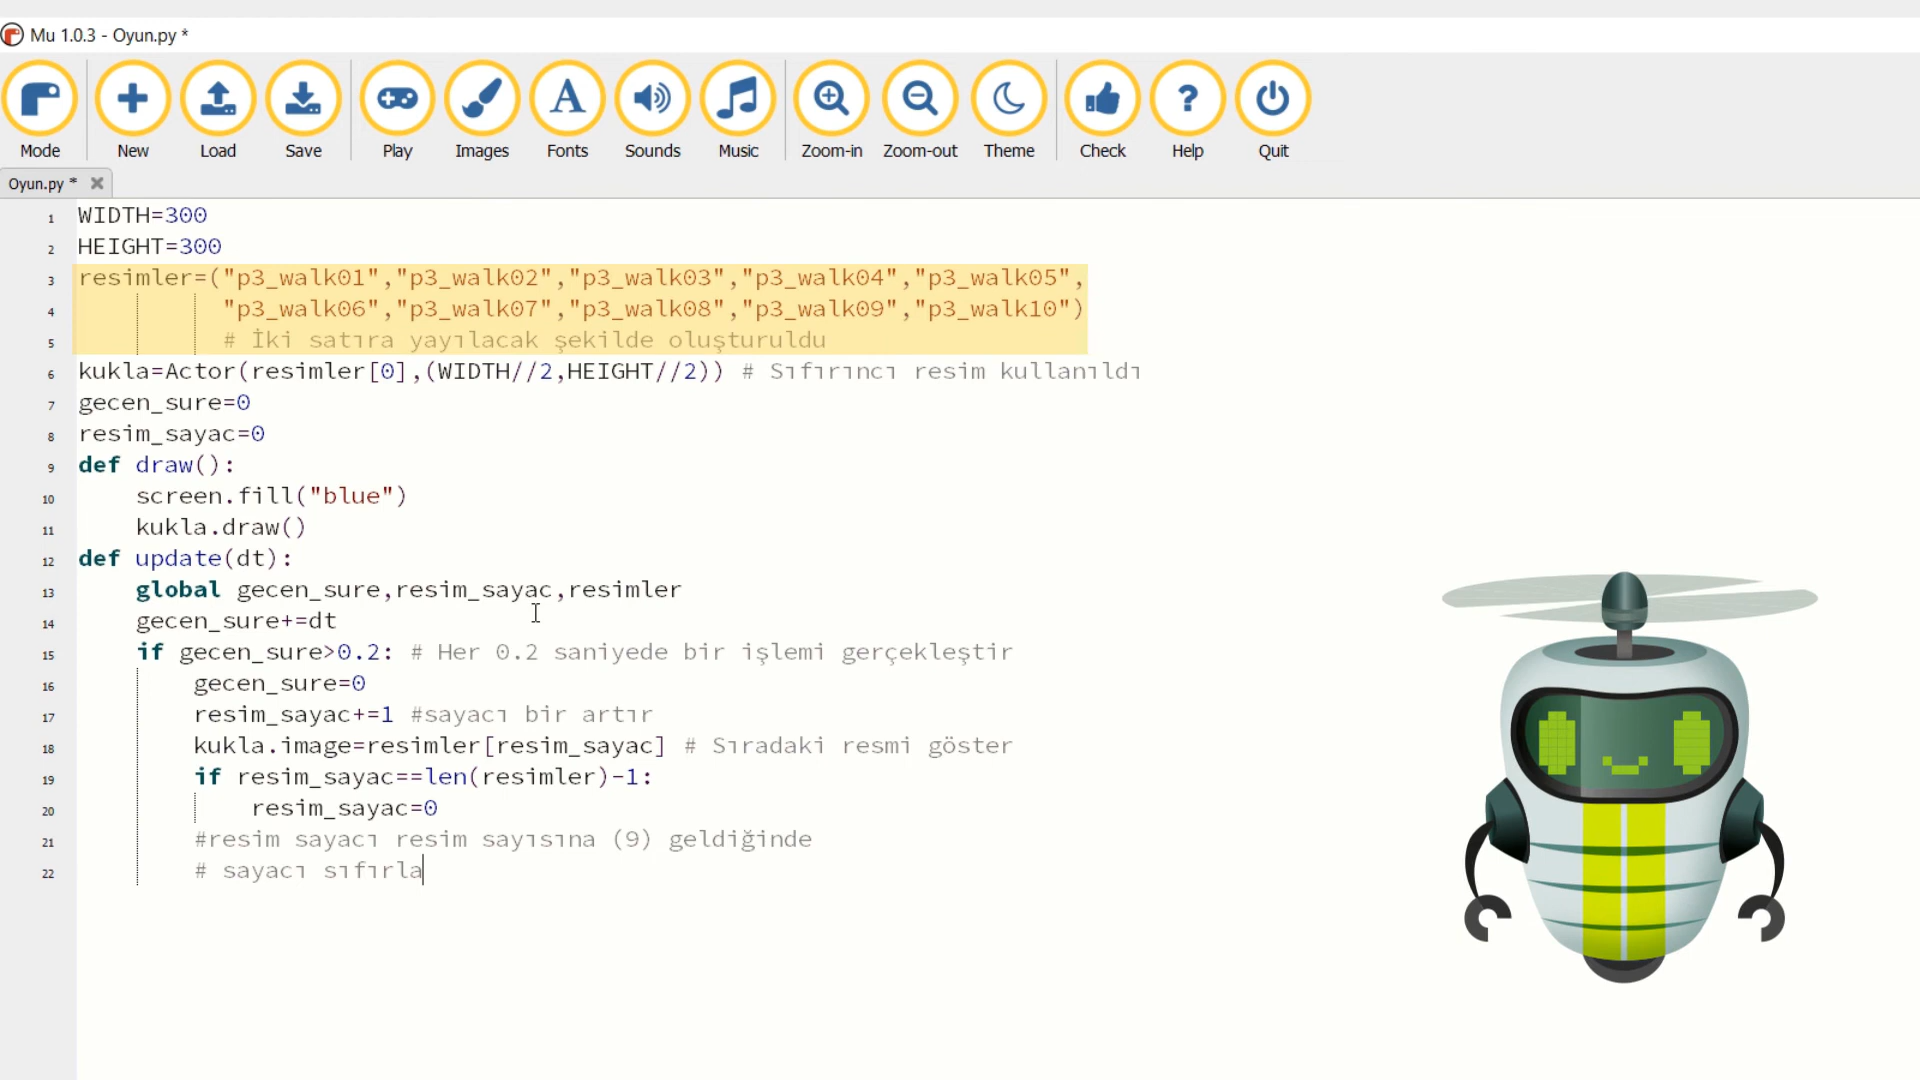 Mu 1.0.3 - Oyun.py *
Mode New Load Save Play Images Fonts Sounds Music Zoom-in Zoom-out Theme Check Help Quit
Oyun.py *
1 WIDTH=300
2 HEIGHT=300
3 resimler=("p3_walk01","p3_walk02","p3_walk03","p3_walk04","p3_walk05",
4 "p3_walk06","p3_walk07","p3_walk08","p3_walk09","p3_walk10")
5 # İki satıra yayılacak şekilde oluşturuldu
6 kukla=Actor(resimler[0],(WIDTH//2,HEIGHT//2)) # Sıfırıncı resim kullanıldı
7 gecen_sure=0
8 resim_sayac=0
9 def draw():
10 screen.fill("blue")
11 kukla.draw()
12 def update(dt):
13 global gecen_sure,resim_sayac,resimler
14 gecen_sure+=dt
15 if gecen_sure>0.2: # Her 0.2 saniyede bir işlemi gerçekleştir
16 gecen_sure=0
17 resim_sayac+=1 #sayacı bir artır
18 kukla.image=resimler[resim_sayac] # Sıradaki resmi göster
19 if resim_sayac==len(resimler)-1:
20 resim_sayac=0
21 #resim sayacı resim sayısına (9) geldiğinde
22 # sayacı sıfırla